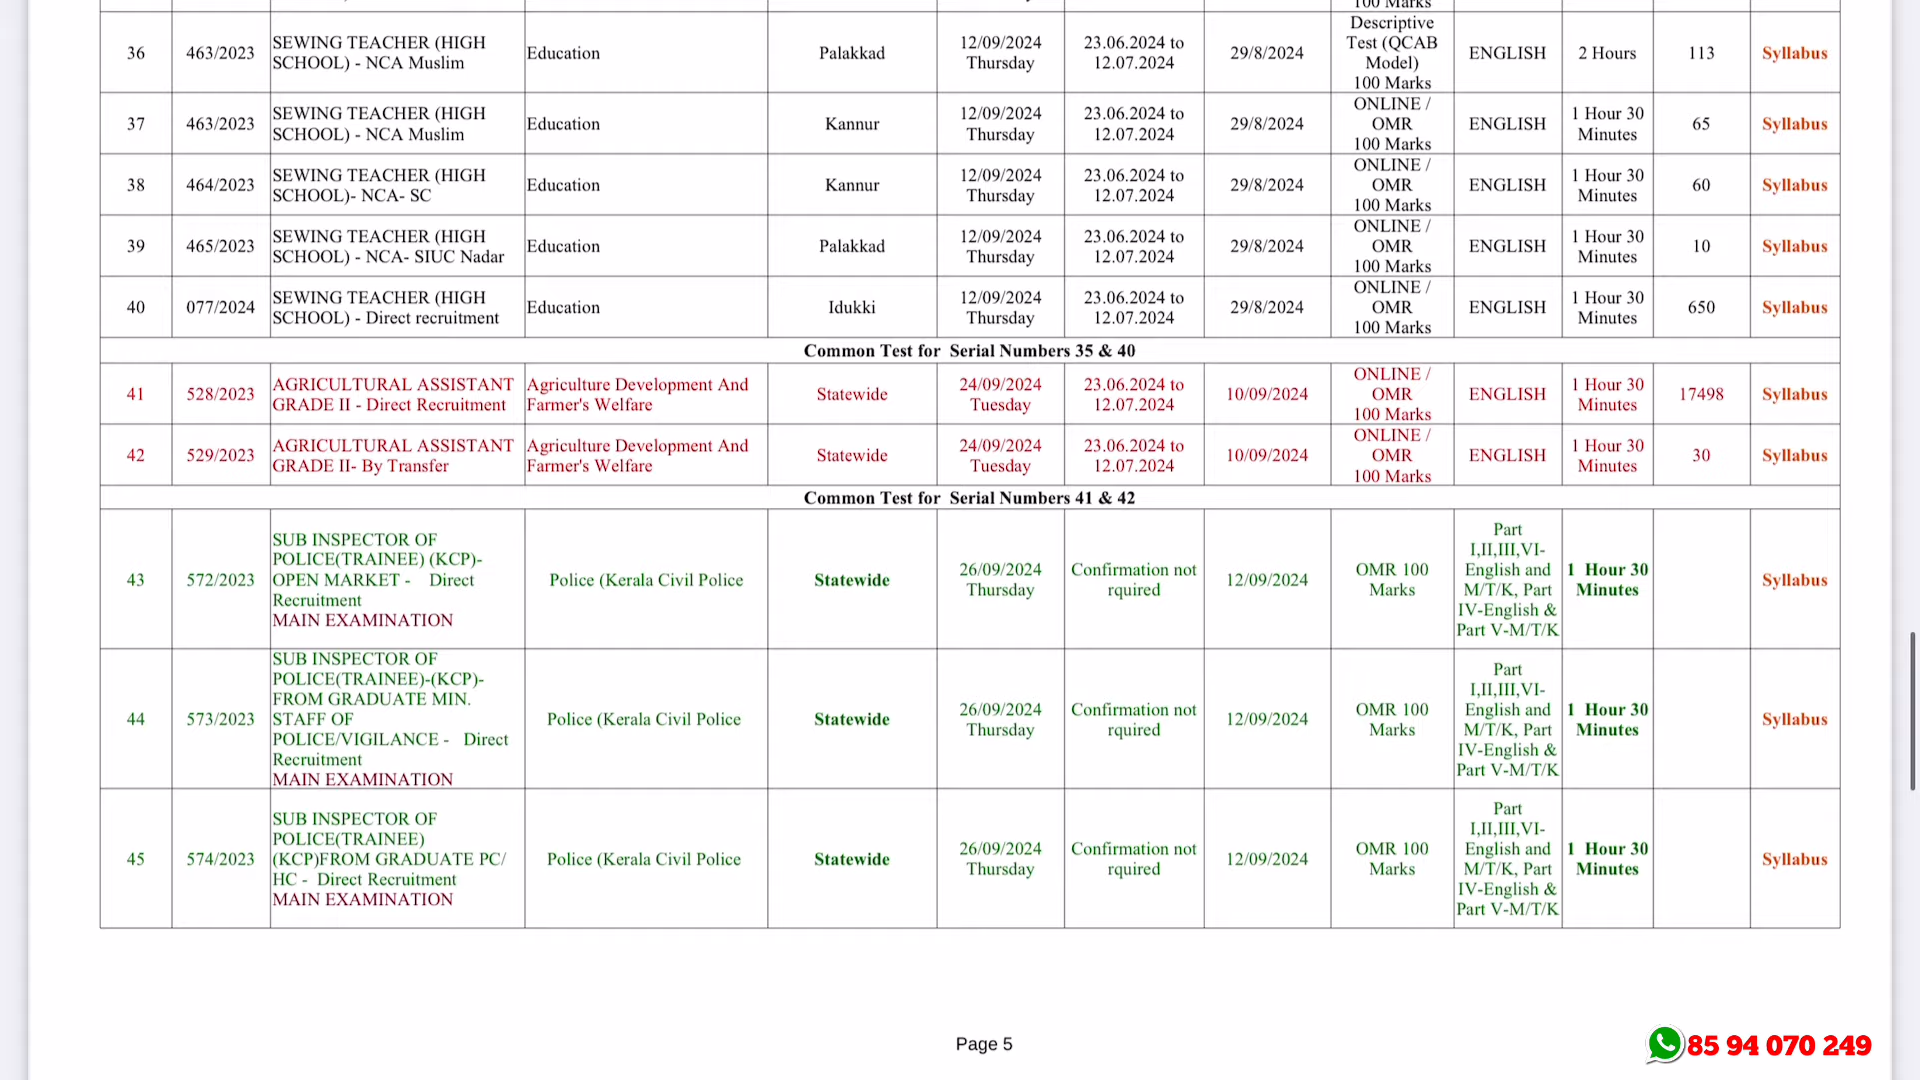 100 Marks
36 463/2023 SEWING TEACHER (HIGH SCHOOL) - NCA Muslim Education Palakkad 12/09/2024 Thursday 23.06.2024 to 12.07.2024 29/8/2024 Descriptive Test (QCAB Model) 100 Marks ENGLISH 2 Hours 113 Syllabus
37 463/2023 SEWING TEACHER (HIGH SCHOOL) - NCA Muslim Education Kannur 12/09/2024 Thursday 23.06.2024 to 12.07.2024 29/8/2024 ONLINE / OMR 100 Marks ENGLISH 1 Hour 30 Minutes 65 Syllabus
38 464/2023 SEWING TEACHER (HIGH SCHOOL)- NCA- SC Education Kannur 12/09/2024 Thursday 23.06.2024 to 12.07.2024 29/8/2024 ONLINE / OMR 100 Marks ENGLISH 1 Hour 30 Minutes 60 Syllabus
39 465/2023 SEWING TEACHER (HIGH SCHOOL) - NCA- SIUC Nadar Education Palakkad 12/09/2024 Thursday 23.06.2024 to 12.07.2024 29/8/2024 ONLINE / OMR 100 Marks ENGLISH 1 Hour 30 Minutes 10 Syllabus
40 077/2024 SEWING TEACHER (HIGH SCHOOL) - Direct recruitment Education Idukki 12/09/2024 Thursday 23.06.2024 to 12.07.2024 29/8/2024 ONLINE / OMR 100 Marks ENGLISH 1 Hour 30 Minutes 650 Syllabus
Common Test for Serial Numbers 35 & 40
41 528/2023 AGRICULTURAL ASSISTANT GRADE II - Direct Recruitment Agriculture Development And Farmer's Welfare Statewide 24/09/2024 Tuesday 23.06.2024 to 12.07.2024 10/09/2024 ONLINE / OMR 100 Marks ENGLISH 1 Hour 30 Minutes 17498 Syllabus
42 529/2023 AGRICULTURAL ASSISTANT GRADE II- By Transfer Agriculture Development And Farmer's Welfare Statewide 24/09/2024 Tuesday 23.06.2024 to 12.07.2024 10/09/2024 ONLINE / OMR 100 Marks ENGLISH 1 Hour 30 Minutes 30 Syllabus
Common Test for Serial Numbers 41 & 42
43 572/2023 SUB INSPECTOR OF POLICE(TRAINEE) (KCP)- OPEN MARKET - Direct Recruitment MAIN EXAMINATION Police (Kerala Civil Police Statewide 26/09/2024 Thursday Confirmation not rquired 12/09/2024 OMR 100 Marks Part I,II,III,VI- English and M/T/K, Part IV-English & Part V-M/T/K 1 Hour 30 Minutes Syllabus
44 573/2023 SUB INSPECTOR OF POLICE(TRAINEE)-(KCP)- FROM GRADUATE MIN. STAFF OF POLICE/VIGILANCE - Direct Recruitment MAIN EXAMINATION Police (Kerala Civil Police Statewide 26/09/2024 Thursday Confirmation not rquired 12/09/2024 OMR 100 Marks Part I,II,III,VI- English and M/T/K, Part IV-English & Part V-M/T/K 1 Hour 30 Minutes Syllabus
45 574/2023 SUB INSPECTOR OF POLICE(TRAINEE) (KCP)FROM GRADUATE PC/ HC - Direct Recruitment MAIN EXAMINATION Police (Kerala Civil Police Statewide 26/09/2024 Thursday Confirmation not rquired 12/09/2024 OMR 100 Marks Part I,II,III,VI- English and M/T/K, Part IV-English & Part V-M/T/K 1 Hour 30 Minutes Syllabus
Page 5
85 94 070 249